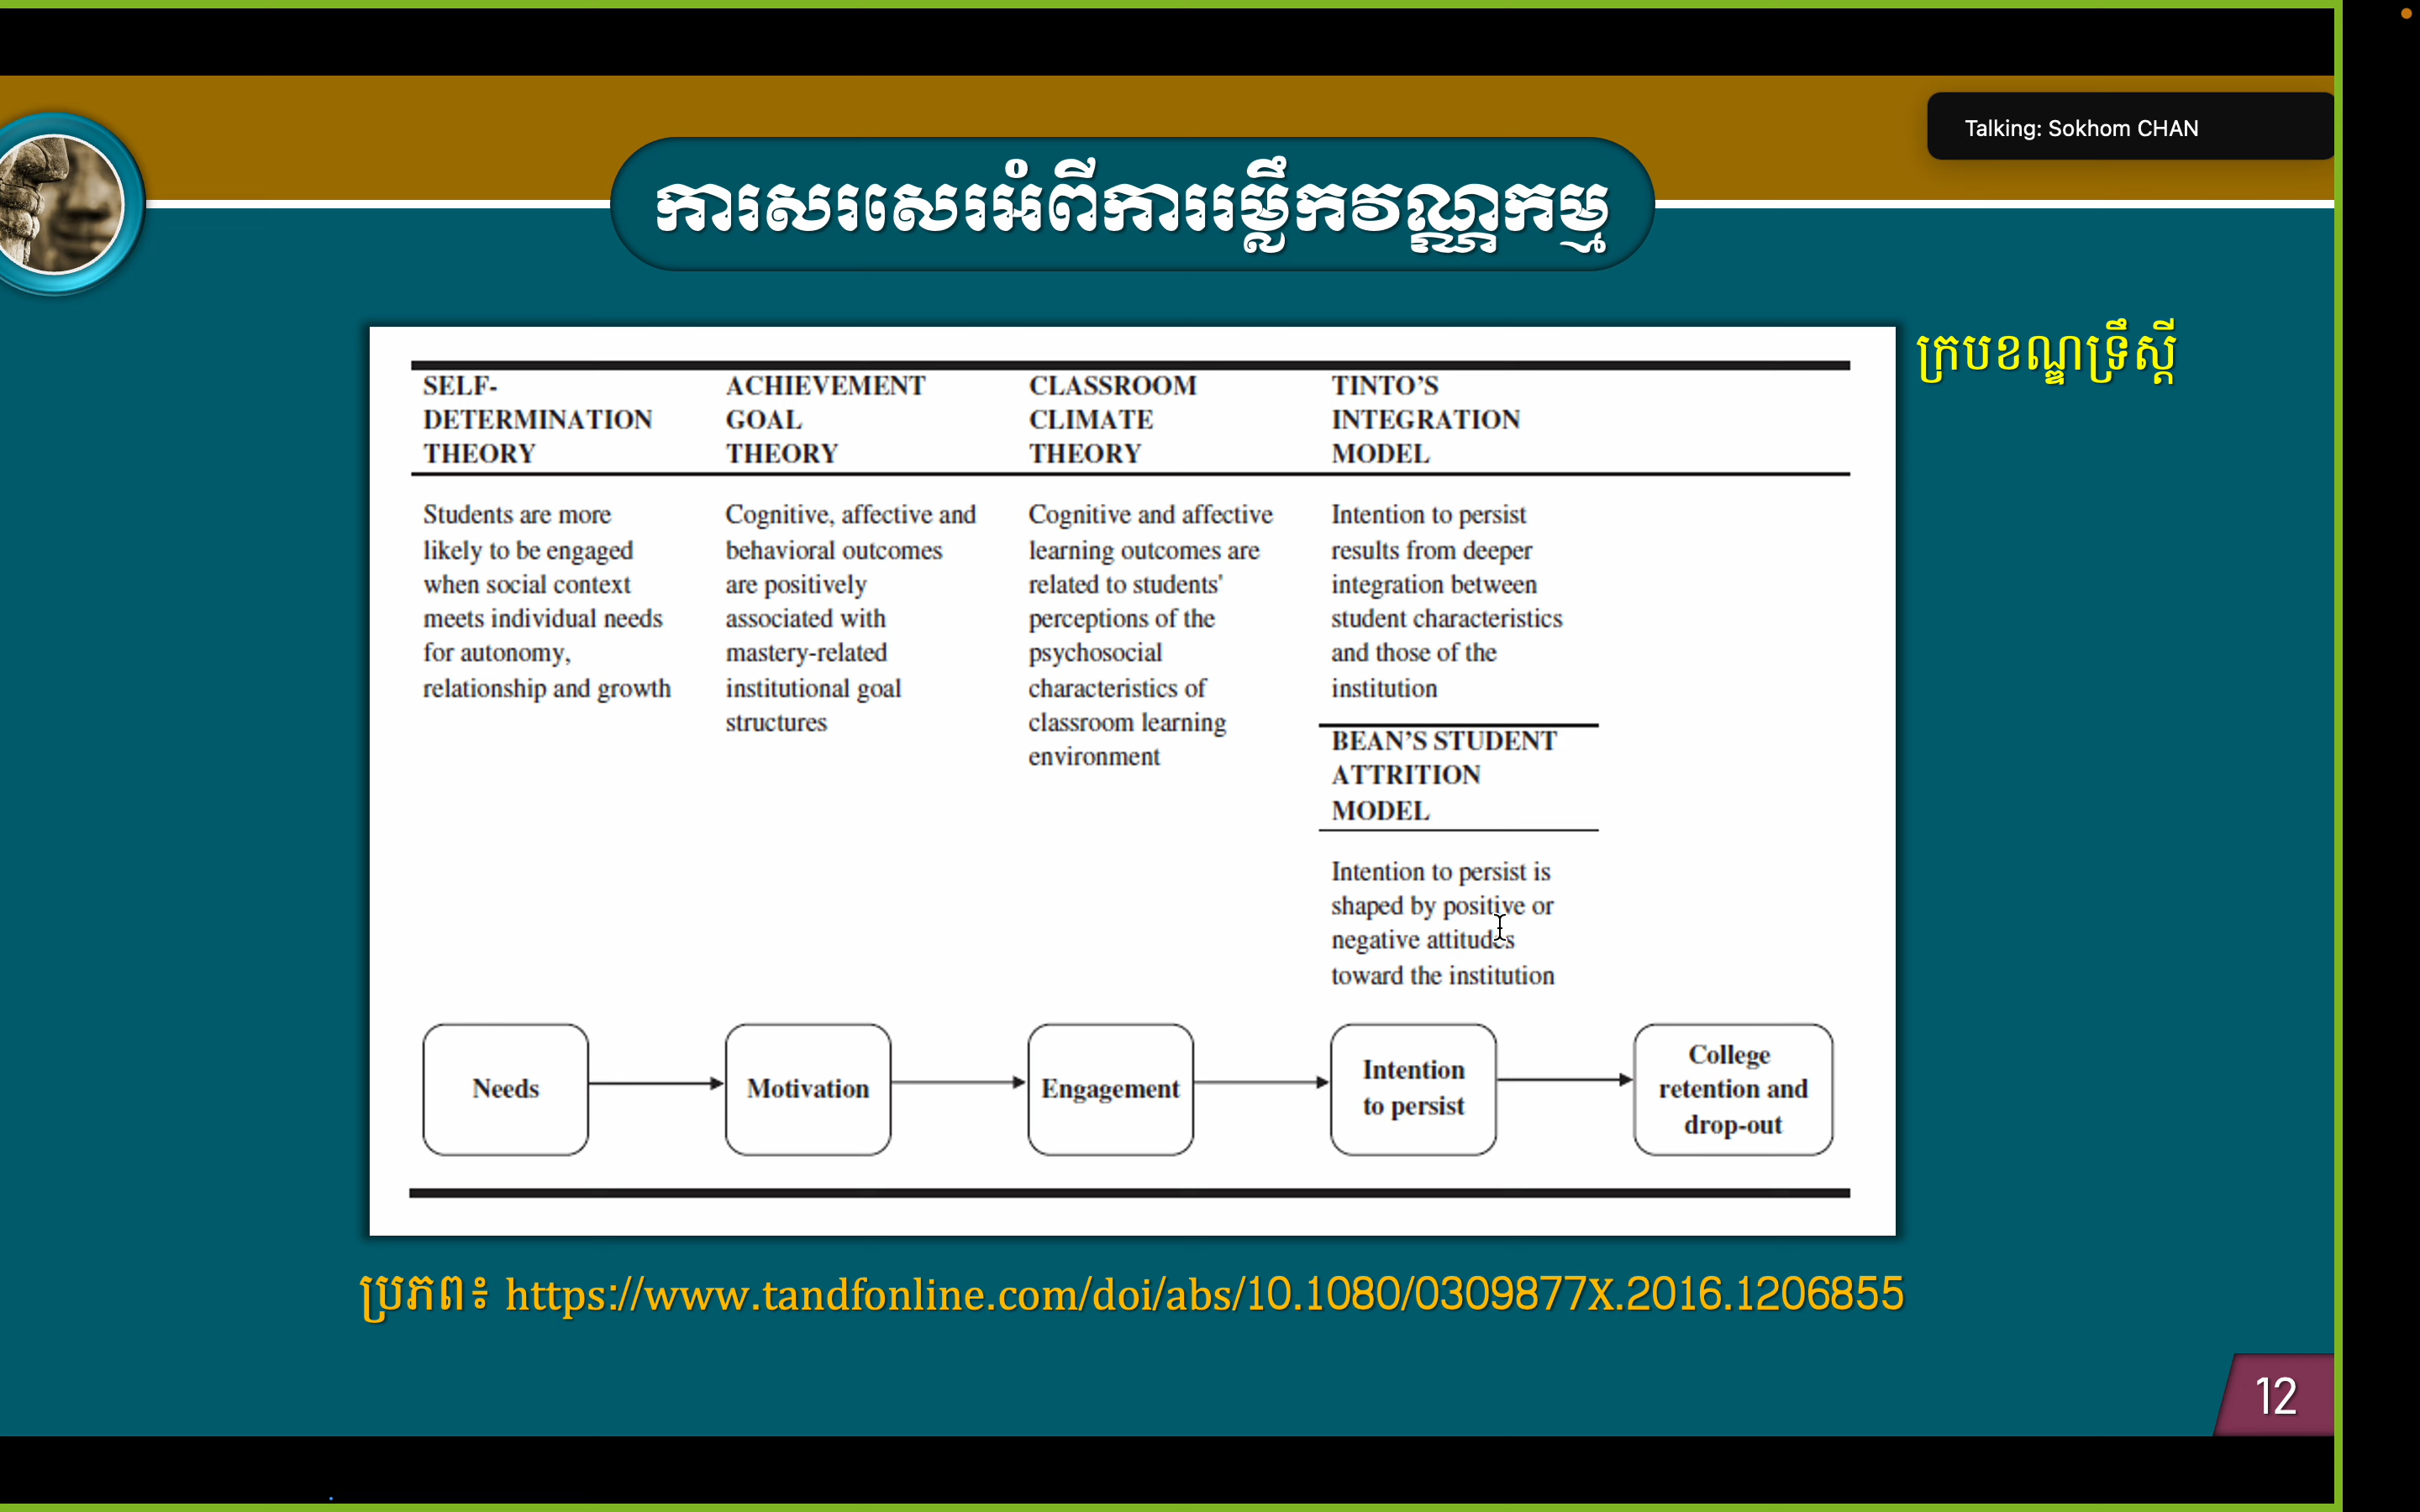 Talking: Sokhom CHAN
ការសរសេរអំពីការរម្លឹកវណ្ណកម្ម
ក្របខណ្ឌទ្រឹស្តី
SELF-
DETERMINATION
THEORY
Students are more
likely to be engaged
when social context
meets individual needs
for autonomy,
relationship and growth
ACHIEVEMENT
GOAL
THEORY
Cognitive, affective and
behavioral outcomes
are positively
associated with
mastery-related
institutional goal
structures
CLASSROOM
CLIMATE
THEORY
Cognitive and affective
learning outcomes are
related to students'
perceptions of the
psychosocial
characteristics of
classroom learning
environment
TINTO’S
INTEGRATION
MODEL
Intention to persist
results from deeper
integration between
student characteristics
and those of the
institution
BEAN’S STUDENT
ATTRITION
MODEL
Intention to persist is
shaped by positive or
negative attitudes
toward the institution
Needs
Motivation
Engagement
Intention
to persist
College
retention and
drop-out
ប្រភព៖ https://www.tandfonline.com/doi/abs/10.1080/0309877X.2016.1206855
12